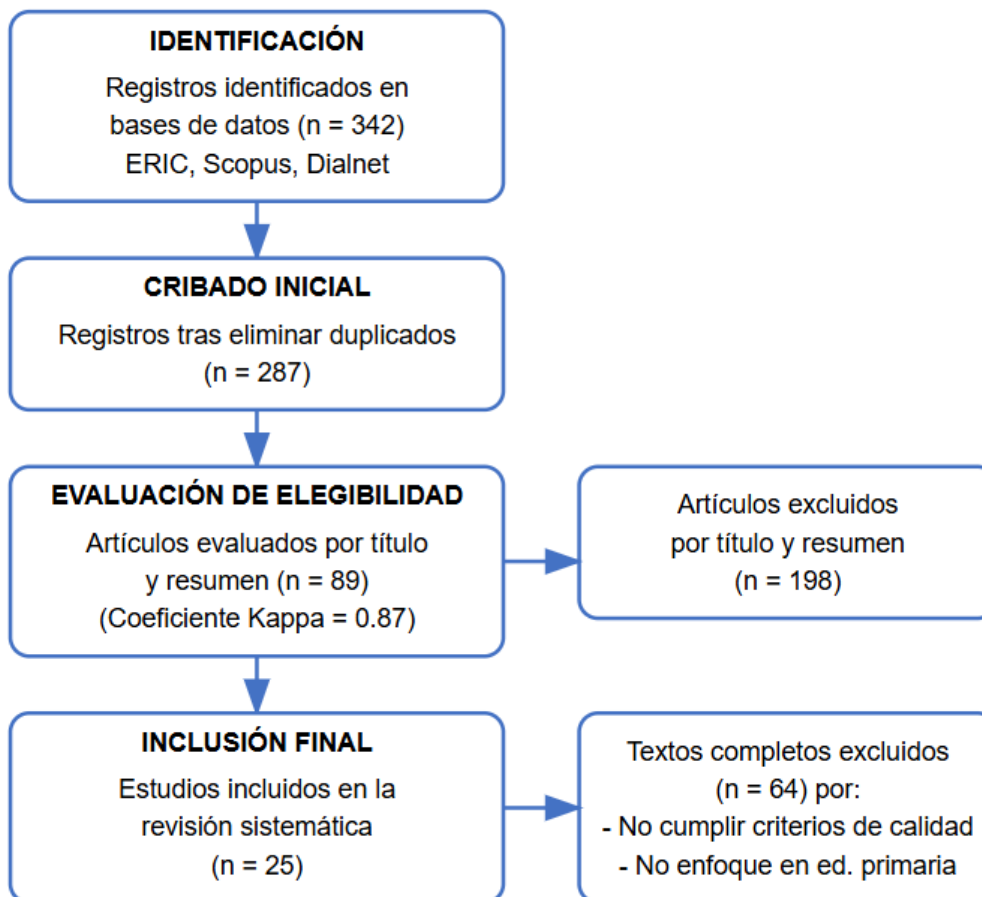 IDENTIFICACIÓN
Registros identificados en
bases de datos (n = 342)
ERIC, Scopus, Dialnet
CRIBADO INICIAL
Registros tras eliminar duplicados
(n = 287)
EVALUACIÓN DE ELEGIBILIDAD
Artículos evaluados por título
y resumen (n = 89)
(Coeficiente Kappa = 0.87)
Artículos excluidos
por título y resumen
(n = 198)
INCLUSIÓN FINAL
Estudios incluidos en la
revisión sistemática
(n = 25)
Textos completos excluidos
(n = 64) por:
- No cumplir criterios de calidad
- No enfoque en ed. primaria